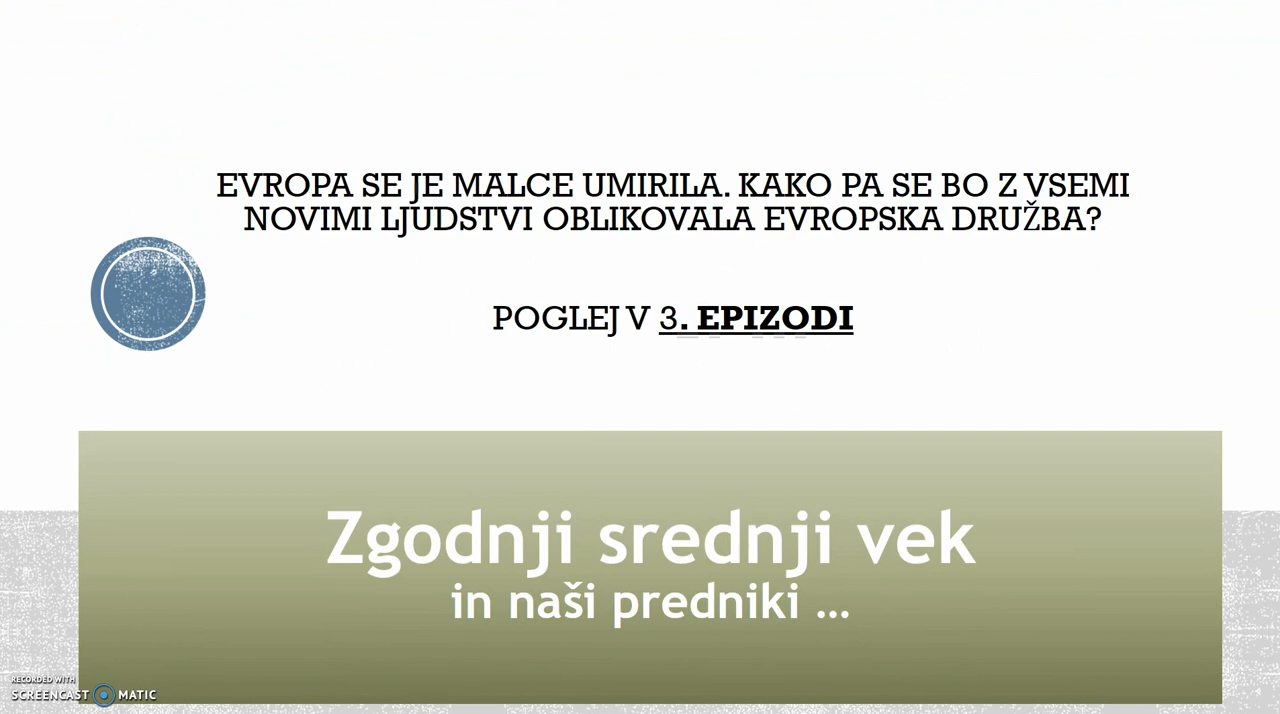 EVROPA SE JE MALCE UMIRILA. KAKO PA SE BO Z VSEMI
NOVIMI LJUDSTVI OBLIKOVALA EVROPSKA DRUŽBA?
POGLEJ V 3. EPIZODI
Zgodnji srednji vek
in naši predniki …
RECORDED WITH
SCREENCAST MATIC